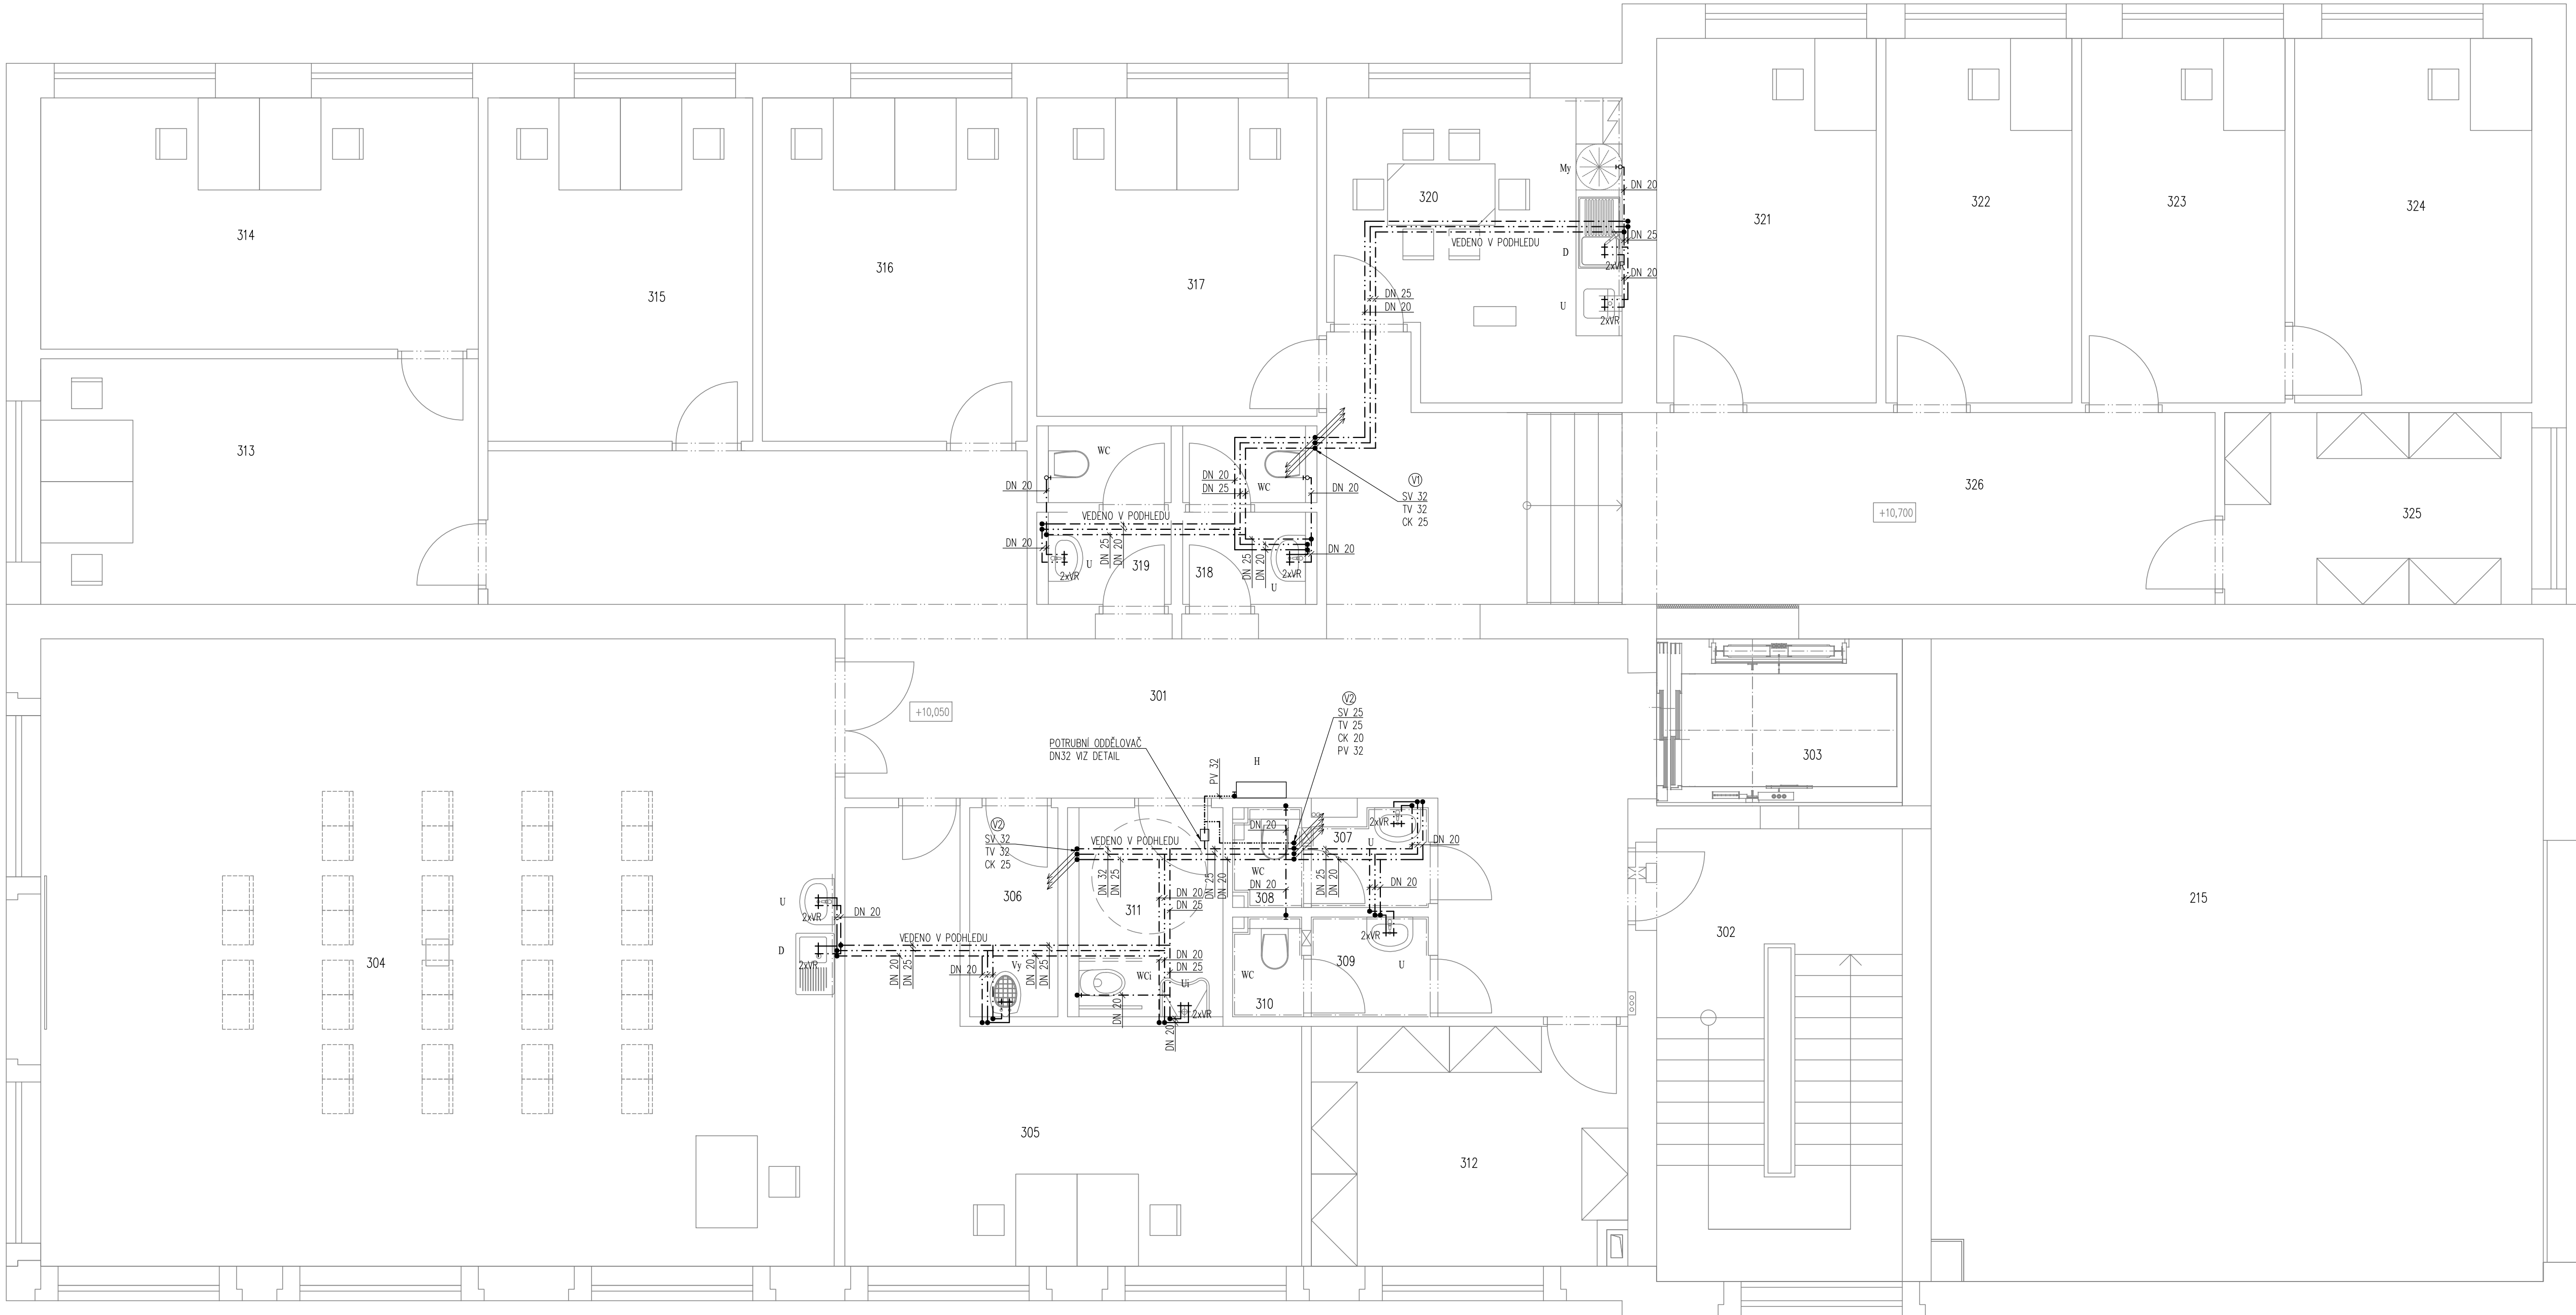 My
DN 20
320
321
322
323
324
314
DN 25
VEDENO V PODHLEDU
D
2xVR
DN 20
316
317
315
DN 25
DN 20
U
2xVR
313
WC
DN 20
DN 20
DN 25
WC
DN 20
V1
SV 32
TV 32
CK 25
326
+10,700
325
VEDENO V PODHLEDU
DN 20
DN 25
DN 20
U
2xVR
319
318
DN 25
DN 20
2xVR
U
DN 20
301
V2
SV 25
TV 25
CK 20
PV 32
+10,050
POTRUBNÍ ODDĚLOVAČ
DN32 VIZ DETAIL
PV 32
H
303
V2
SV 32
TV 32
CK 25
VEDENO V PODHLEDU
DN 20
2xVR
307
U
DN 20
DN 32
DN 25
DN 25
DN 20
WC
DN 20
308
DN 25
DN 20
DN 20
306
DN 20
DN 25
311
U
2xVR
DN 20
215
302
VEDENO V PODHLEDU
2xVR
D
2xVR
304
DN 20
DN 25
DN 20
Vy
DN 20
DN 25
WCi
DN 20
DN 25
Ui
2xVR
DN 20
DN 20
WC
310
309
U
305
312